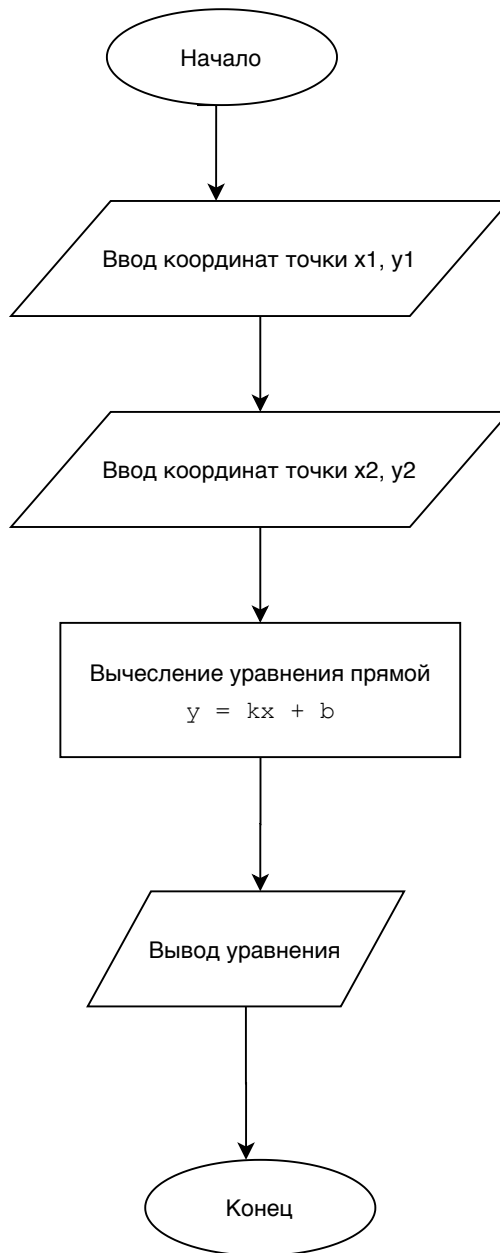 Начало
Ввод координат точки x1, y1
Ввод координат точки x2, y2
Вычесление уравнения прямой
y = kx + b
Вывод уравнения
Конец